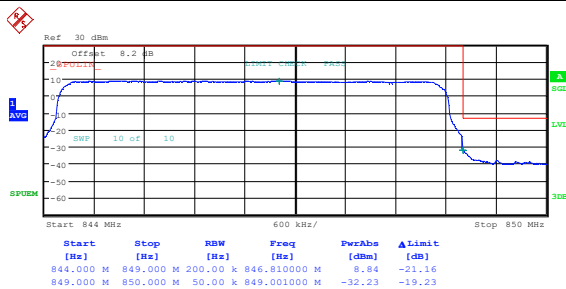 R S
Ref 30 dBm
Offset 8.2 dB
20
LIMIT CHECK PASS
A
10
SGL
0
1
AVG
-10
LVL
-20
SWP 10 of 10
-30
-40
-50
SPUEM
3DB
-60
Start 844 MHz 600 kHz/ Stop 850 MHz
Start Stop RBW Freq PwrAbs ΔLimit
[Hz] [Hz] [Hz] [Hz] [dBm] [dB]
844.000 M 849.000 M 200.00 k 846.810000 M 8.84 -21.16
849.000 M 850.000 M 50.00 k 849.001000 M -32.23 -19.23